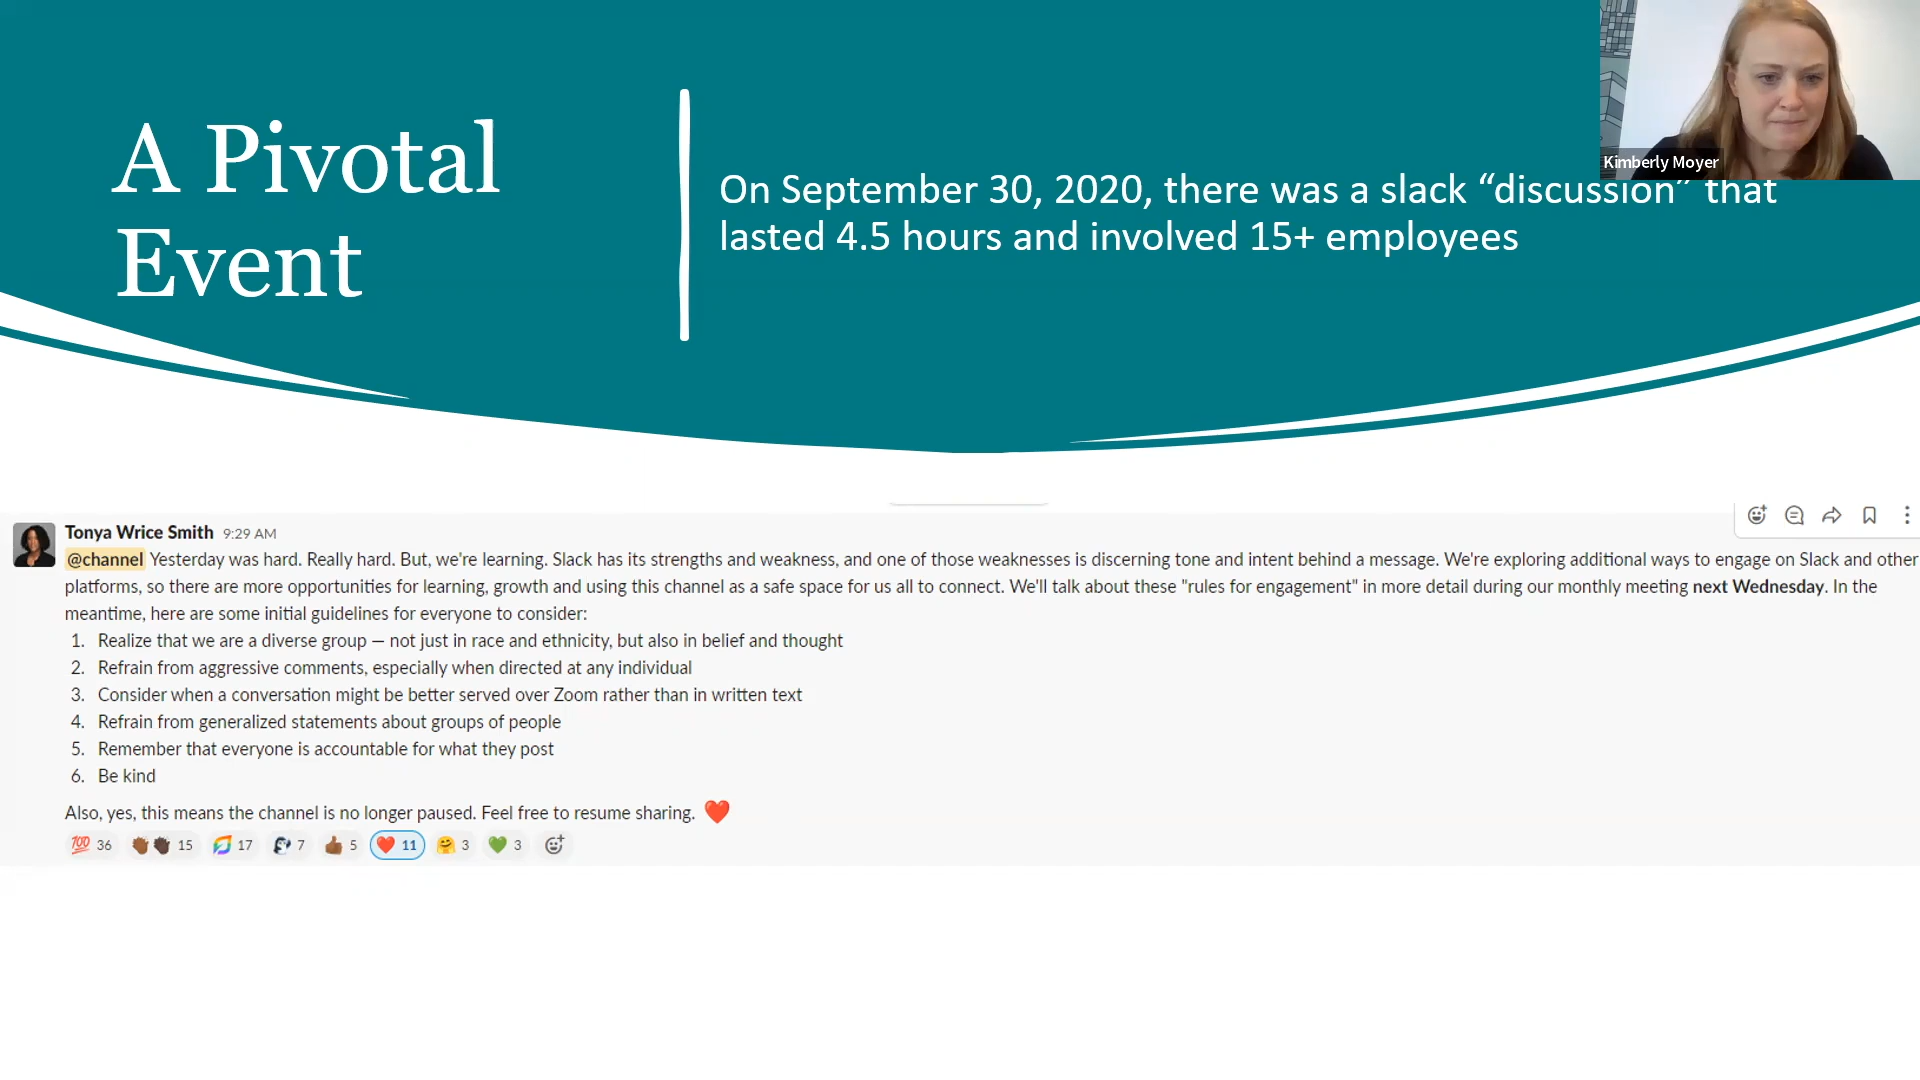 A Pivotal
Event
On September 30, 2020, there was a slack “discussion” that
lasted 4.5 hours and involved 15+ employees
Kimberly Moyer
Tonya Wrice Smith 9:29 AM
@channel Yesterday was hard. Really hard. But, we're learning. Slack has its strengths and weakness, and one of those weaknesses is discerning tone and intent behind a message. We're exploring additional ways to engage on Slack and other
platforms, so there are more opportunities for learning, growth and using this channel as a safe space for us all to connect. We'll talk about these "rules for engagement" in more detail during our monthly meeting next Wednesday. In the
meantime, here are some initial guidelines for everyone to consider:
1. Realize that we are a diverse group — not just in race and ethnicity, but also in belief and thought
2. Refrain from aggressive comments, especially when directed at any individual
3. Consider when a conversation might be better served over Zoom rather than in written text
4. Refrain from generalized statements about groups of people
5. Remember that everyone is accountable for what they post
6. Be kind
Also, yes, this means the channel is no longer paused. Feel free to resume sharing. ❤️
💯 36 15 17 7 5 ❤️ 11 🤗 3 💚 3